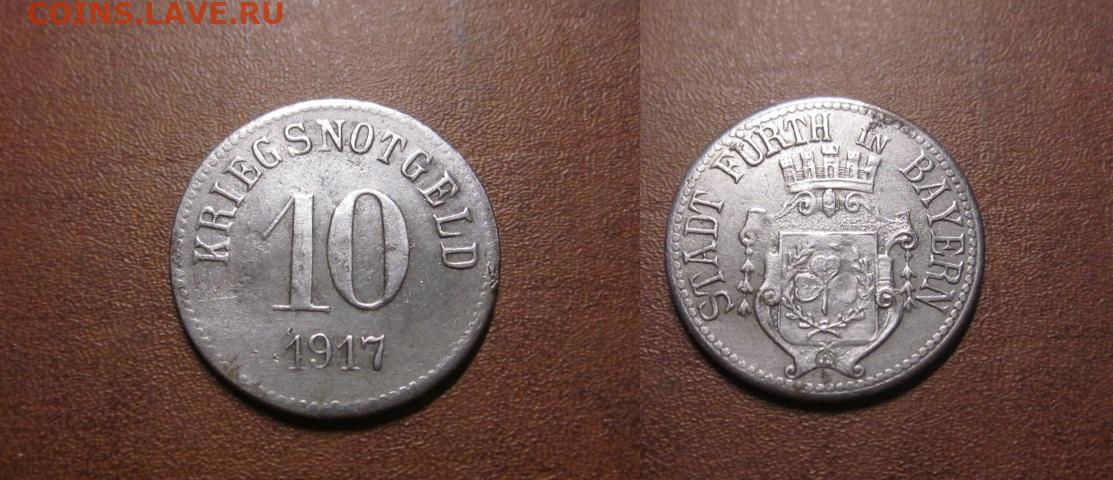 COINS.LAVE.RU
KRIEGSNOTGELD
10
1917
STADT FÜRTH IN BAYERN